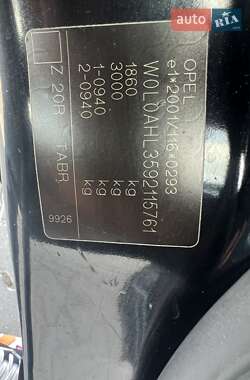 AUTO RIA
OPEL
e1*2001/116*0293
W0L0AHL3592115761
1860 kg
3000 kg
1-0940 kg
2-0940 kg
Z 20R TABR
9926